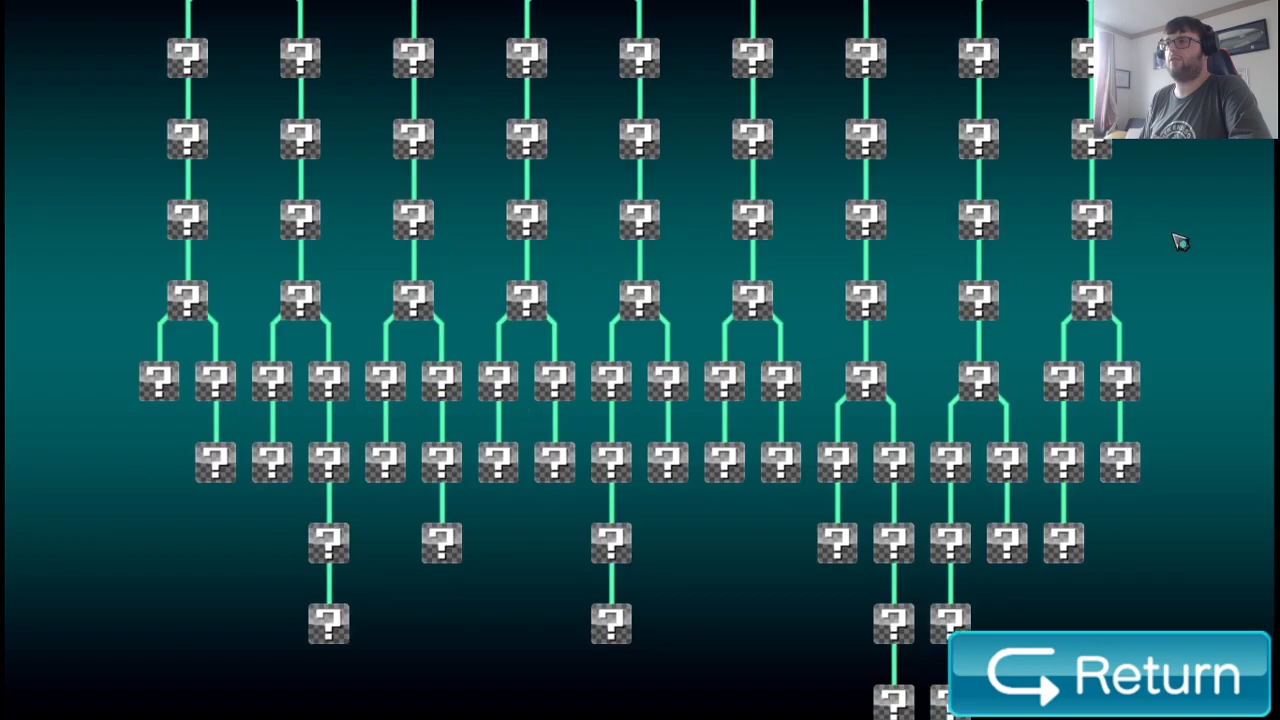 ? ? ? ? ? ? ? ? ?
? ? ? ? ? ? ? ? ?
? ? ? ? ? ? ? ? ?
? ? ? ? ? ? ? ? ?
? ? ? ? ? ? ? ? ? ? ? ? ? ? ? ?
? ? ? ? ? ? ? ? ? ? ? ? ? ? ? ? ?
? ? ? ? ? ? ? ?
? ? ? ?
? ?
Return